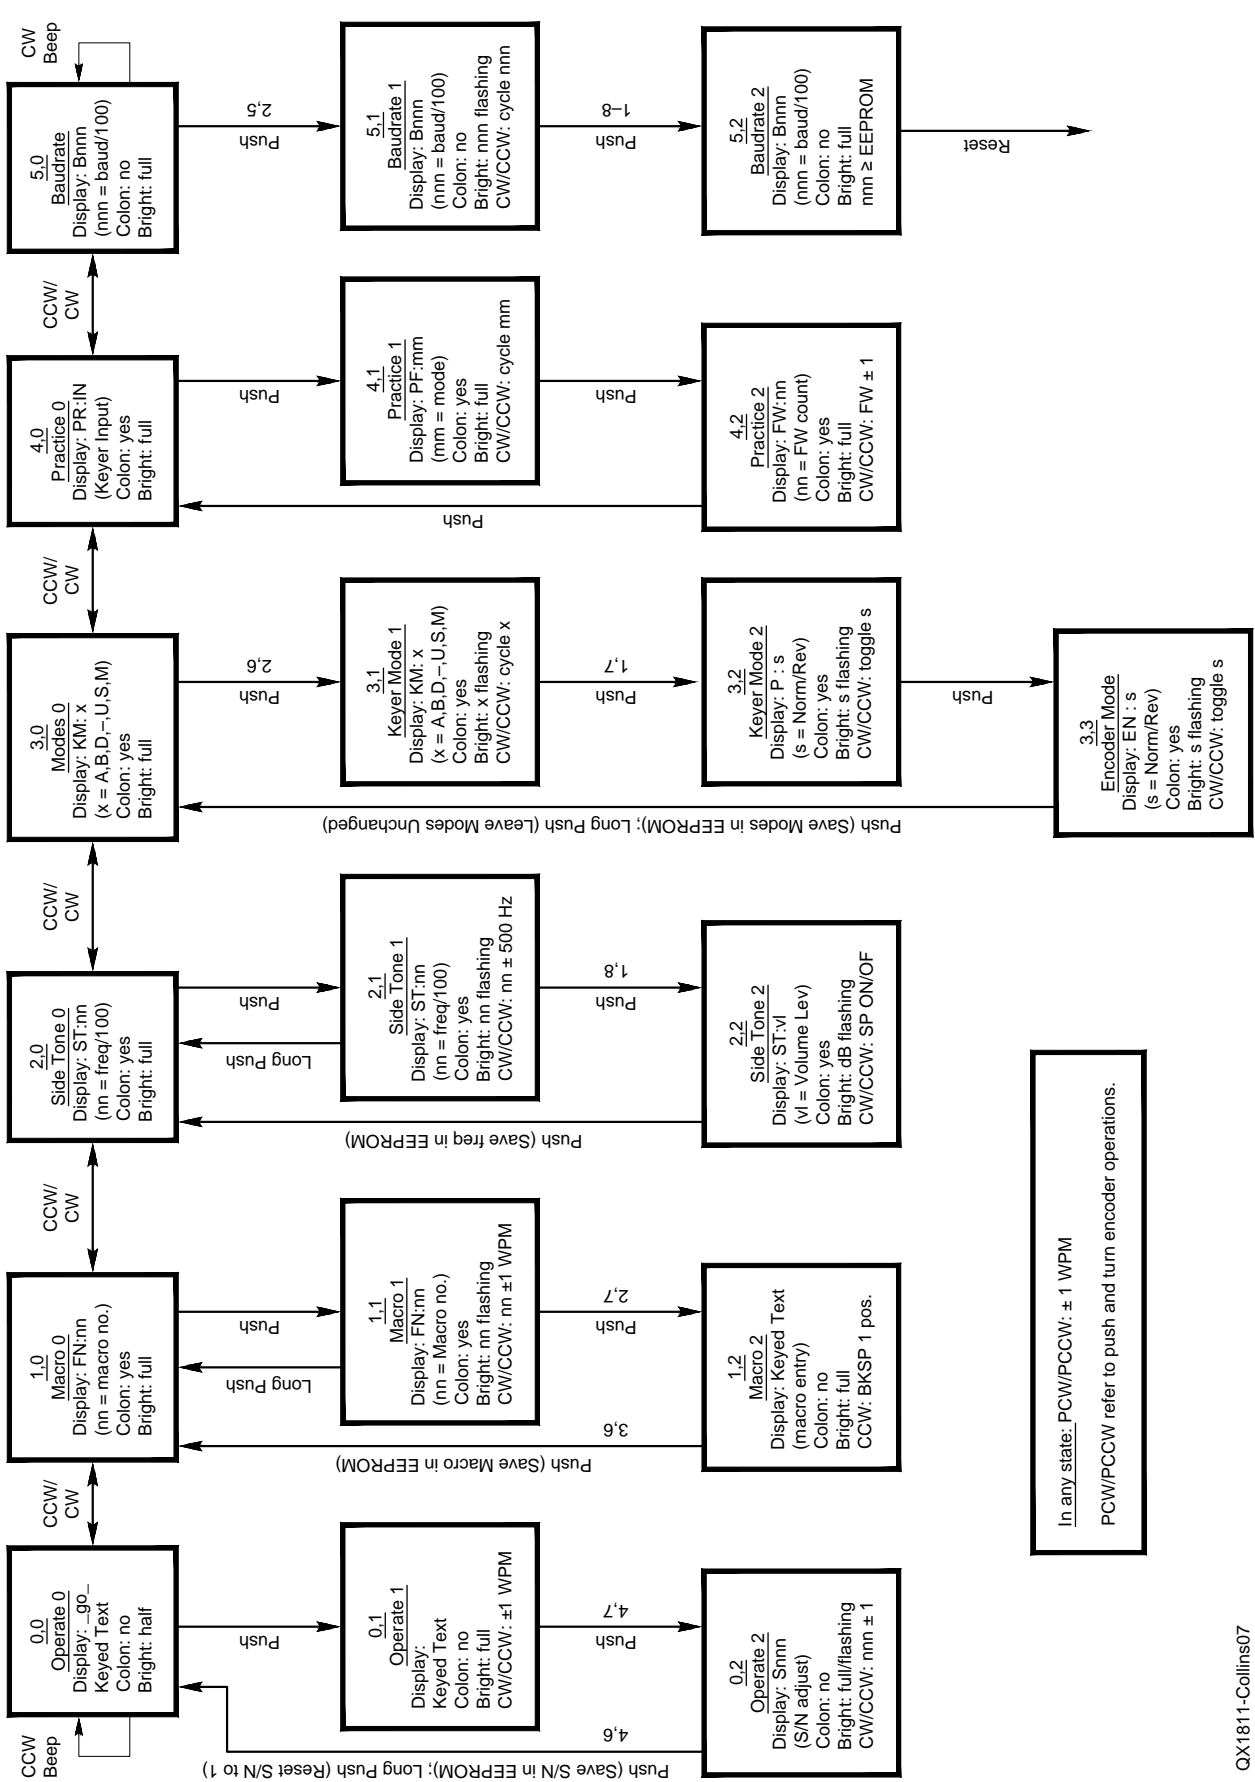 CCW
Beep
0,0
Operate 0
Display: _go_
Keyed Text
Colon: no
Bright: half
CCW/
CW
1,0
Macro 0
Display: FN:nn
(nn = macro no.)
Colon: yes
Bright: full
CCW/
CW
2,0
Side Tone 0
Display: ST:nn
(nn = freq/100)
Colon: yes
Bright: full
CCW/
CW
3,0
Modes 0
Display: KM: x
(x = A,B,D,–,U,S,M)
Colon: yes
Bright: full
CCW/
CW
4,0
Practice 0
Display: PR:IN
(Keyer Input)
Colon: yes
Bright: full
CCW/
CW
5,0
Baudrate
Display: Bnnn
(nnn = baud/100)
Colon: no
Bright: full
CW
Beep
Push
Push
Long Push
Push
Long Push
Push
2,6
Push
Push
2,5
Push (Save S/N in EEPROM); Long Push (Reset S/N to 1)
4,6
0,1
Operate 1
Display:
Keyed Text
Colon: no
Bright: full
CW/CCW: ±1 WPM
Push (Save Macro in EEPROM)
3,6
1,1
Macro 1
Display: FN:nn
(nn = Macro no.)
Colon: yes
Bright: nn flashing
CW/CCW: nn ±1 WPM
Push (Save freq in EEPROM)
2,1
Side Tone 1
Display: ST:nn
(nn = freq/100)
Colon: yes
Bright: nn flashing
CW/CCW: nn ± 500 Hz
Push (Save Modes in EEPROM); Long Push (Leave Modes Unchanged)
3,1
Keyer Mode 1
Display: KM: x
(x = A,B,D,–,U,S,M)
Colon: yes
Bright: x flashing
CW/CCW: cycle x
Push
4,1
Practice 1
Display: PF:mm
(mm = mode)
Colon: yes
Bright: full
CW/CCW: cycle mm
5,1
Baudrate 1
Display: Bnnn
(nnn = baud/100)
Colon: no
Bright: nnn flashing
CW/CCW: cycle nnn
Push
4,7
Push
2,7
Push
1,8
Push
1,7
Push
Push
1–8
0,2
Operate 2
Display: Snnn
(S/N adjust)
Colon: no
Bright: full/flashing
CW/CCW: nnn ± 1
1,2
Macro 2
Display: Keyed Text
(macro entry)
Colon: no
Bright: full
CCW: BKSP 1 pos.
2,2
Side Tone 2
Display: ST:vl
(vl = Volume Lev)
Colon: yes
Bright: dB flashing
CW/CCW: SP ON/OF
3,2
Keyer Mode 2
Display: P : s
(s = Norm/Rev)
Colon: yes
Bright: s flashing
CW/CCW: toggle s
4,2
Practice 2
Display: FW:nn
(nn = FW count)
Colon: yes
Bright: full
CW/CCW: FW ± 1
5,2
Baudrate 2
Display: Bnnn
(nnn = baud/100)
Colon: no
Bright: full
nnn ≥ EEPROM
Push
Reset
3,3
Encoder Mode
Display: EN : s
(s = Norm/Rev)
Colon: yes
Bright: s flashing
CW/CCW: toggle s
In any state: PCW/PCCW: ± 1 WPM
PCW/PCCW refer to push and turn encoder operations.
QX1811-Collins07